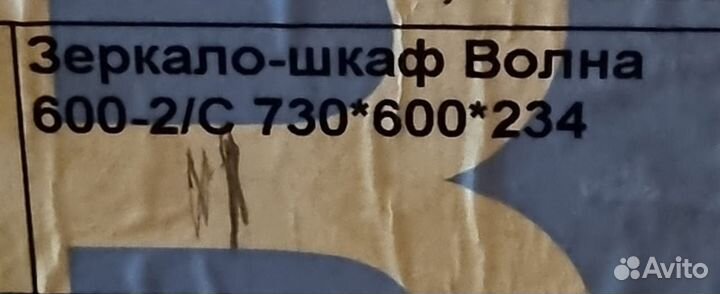 Зеркало-шкаф Волна
600-2/С 730*600*234
Avito